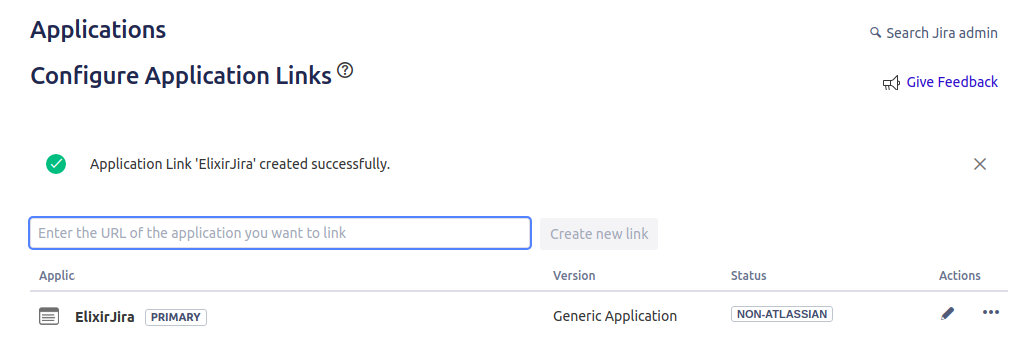 Applications
Search Jira admin
Configure Application Links
Give Feedback
Application Link 'ElixirJira' created successfully.
Enter the URL of the application you want to link
Create new link
Applic Version Status Actions
ElixirJira PRIMARY Generic Application NON-ATLASSIAN